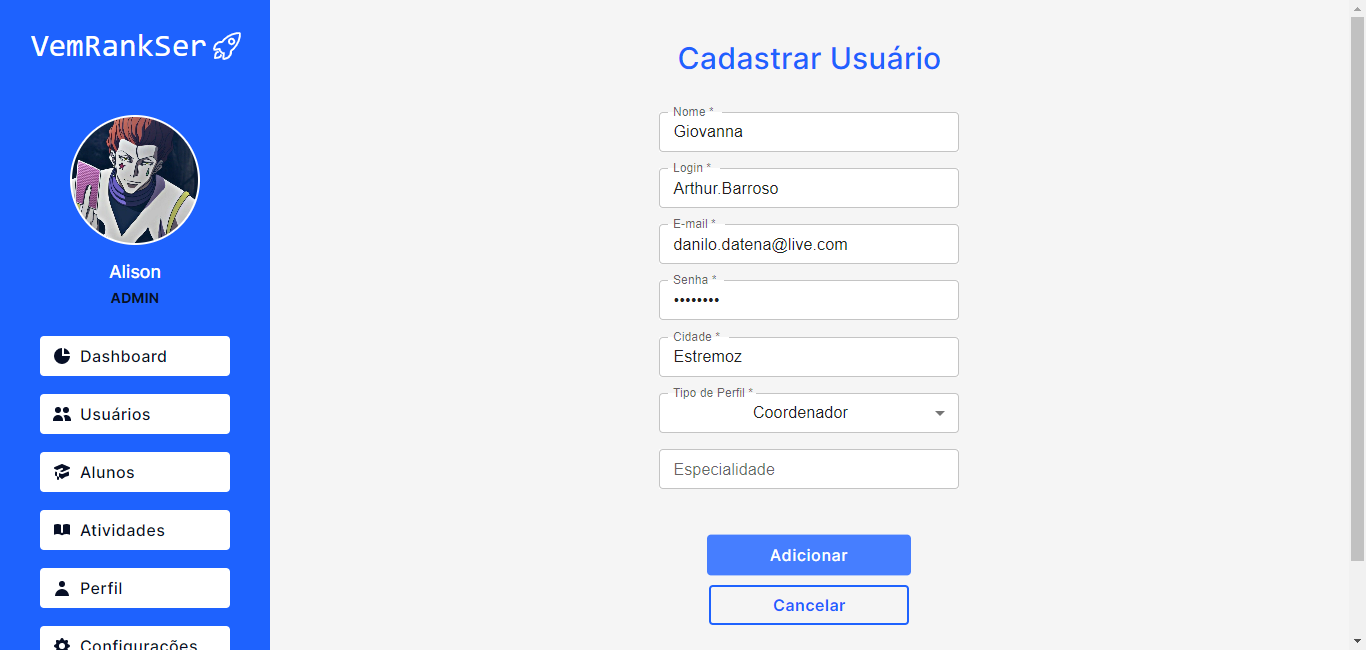 VemRankSer
Alison
ADMIN
Dashboard
Usuários
Alunos
Atividades
Perfil
Configurações
Cadastrar Usuário
Nome *
Giovanna
Login *
Arthur.Barroso
E-mail *
danilo.datena@live.com
Senha *
••••••••
Cidade *
Estremoz
Tipo de Perfil *
Coordenador
Especialidade
Adicionar
Cancelar